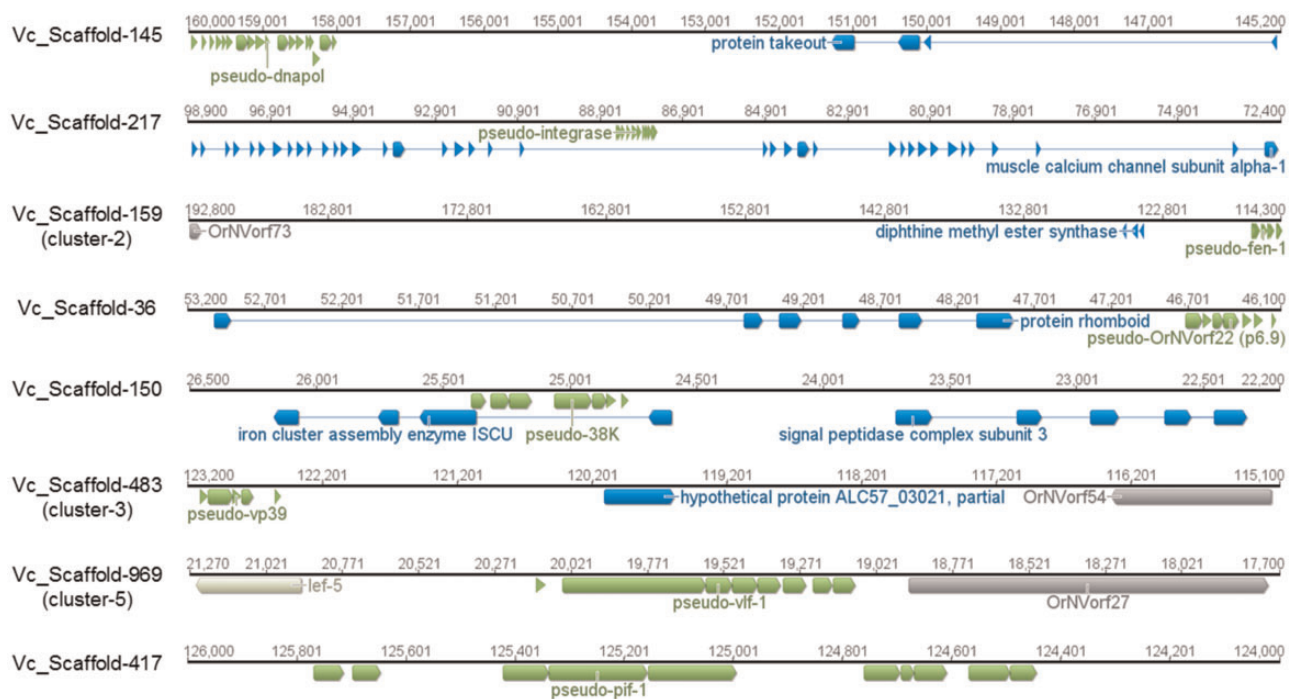 Vc_Scaffold-145
160,000 159,001 158,001 157,001 156,001 155,001 154,001 153,001 152,001 151,001 150,001 149,001 148,001 147,001 145,200
protein takeout
pseudo-dnapol
Vc_Scaffold-217
98,900 96,901 94,901 92,901 90,901 88,901 86,901 84,901 82,901 80,901 78,901 76,901 74,901 72,400
pseudo-integrase
muscle calcium channel subunit alpha-1
Vc_Scaffold-159
(cluster-2)
192,800 182,801 172,801 162,801 152,801 142,801 132,801 122,801 114,300
OrNVorf73
diphthine methyl ester synthase
pseudo-fen-1
Vc_Scaffold-36
53,200 52,701 52,201 51,701 51,201 50,701 50,201 49,701 49,201 48,701 48,201 47,701 47,201 46,701 46,100
protein rhomboid
pseudo-OrNVorf22 (p6.9)
Vc_Scaffold-150
26,500 26,001 25,501 25,001 24,501 24,001 23,501 23,001 22,501 22,200
iron cluster assembly enzyme ISCU
pseudo-38K
signal peptidase complex subunit 3
Vc_Scaffold-483
(cluster-3)
123,200 122,201 121,201 120,201 119,201 118,201 117,201 116,201 115,100
pseudo-vp39
hypothetical protein ALC57_03021, partial
OrNVorf54
Vc_Scaffold-969
(cluster-5)
21,270 21,021 20,771 20,521 20,271 20,021 19,771 19,521 19,271 19,021 18,771 18,521 18,271 18,021 17,700
lef-5
pseudo-vlf-1
OrNVorf27
Vc_Scaffold-417
126,000 125,801 125,601 125,401 125,201 125,001 124,801 124,601 124,401 124,201 124,000
pseudo-pif-1